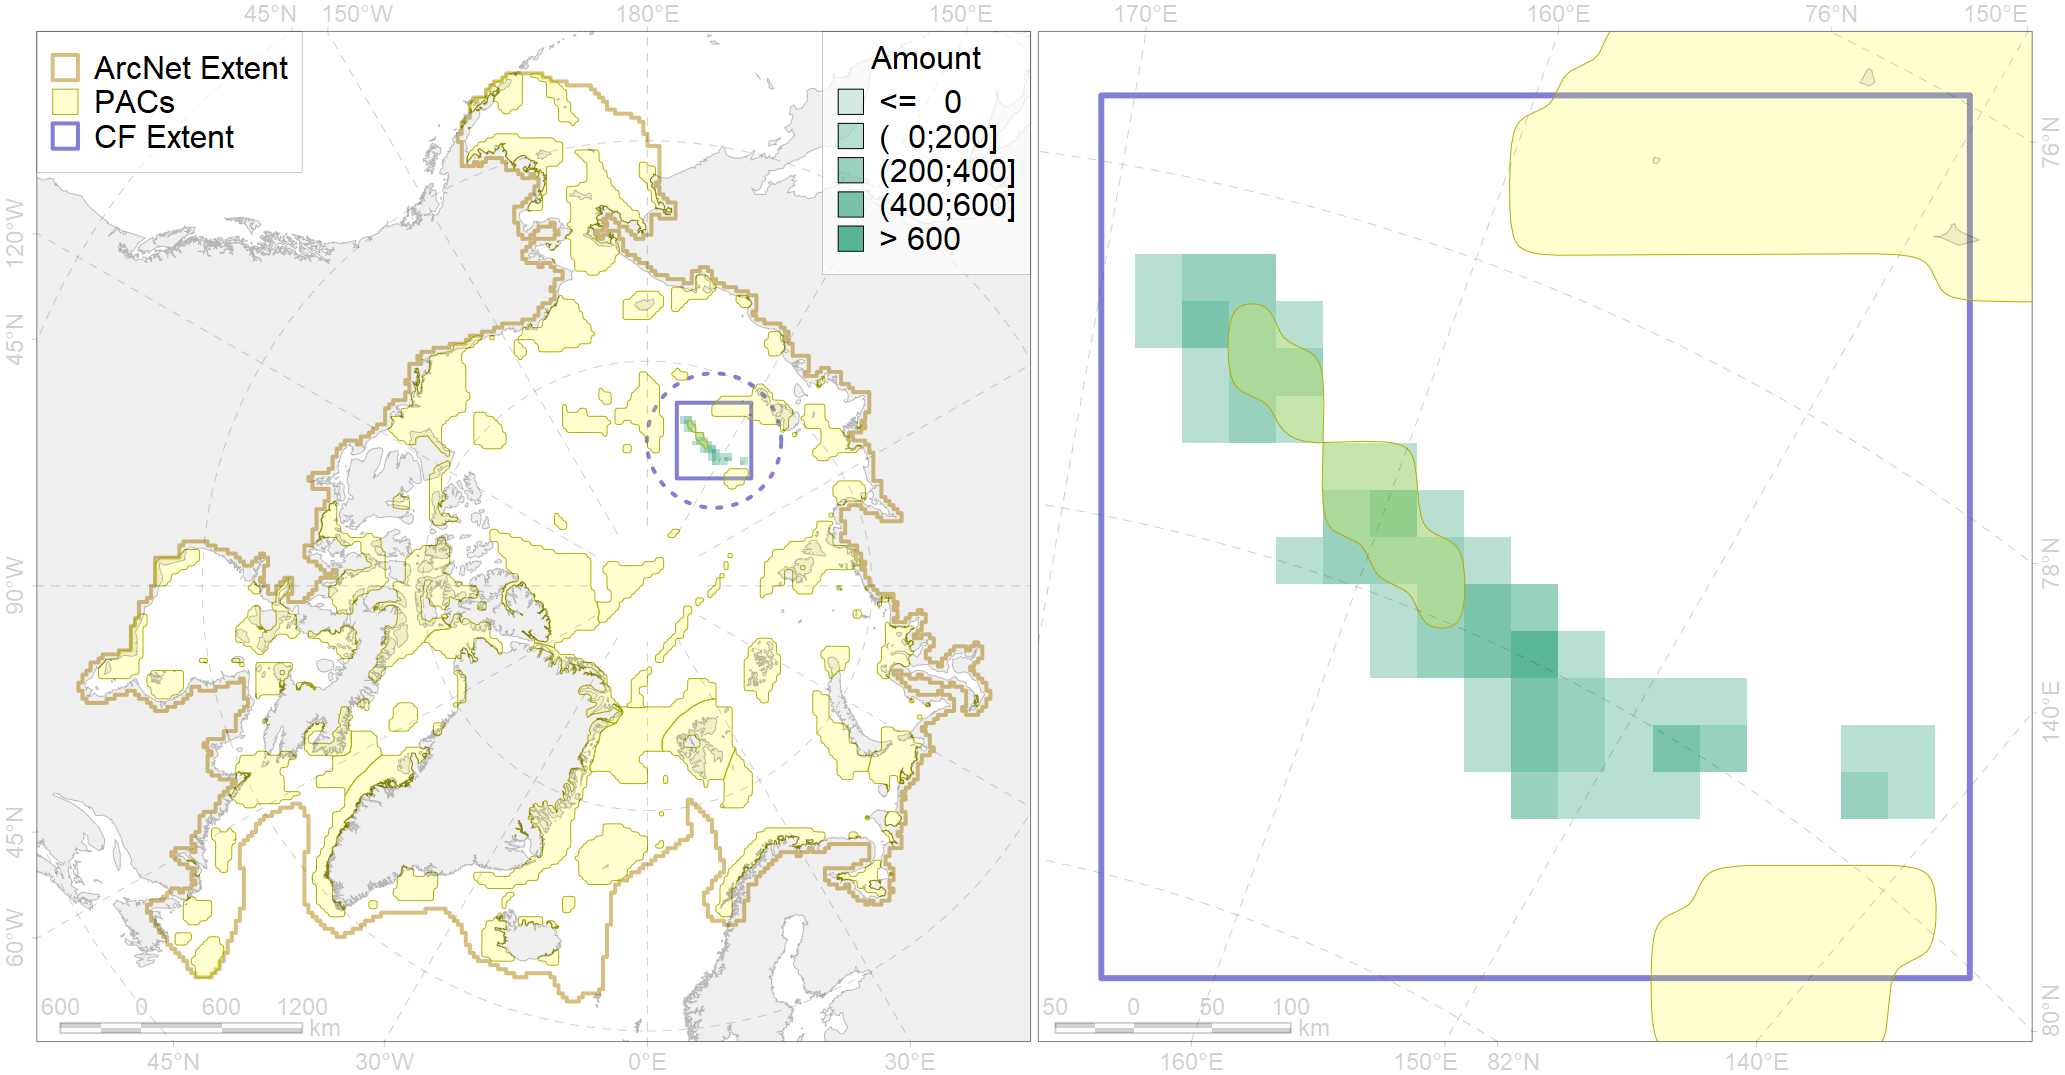 45°N 150°W 180°E 150°E 170°E 160°E 76°N 150°E
ArcNet Extent
PACs
CF Extent
Amount
<= 0
( 0;200]
(200;400]
(400;600]
> 600
120°W
45°N
90°W
45°N
60°W
76°N
78°N
140°E
80°N
600 0 600 1200
km
50 0 50 100
km
45°N 30°W 0°E 30°E 160°E 150°E 82°N 140°E